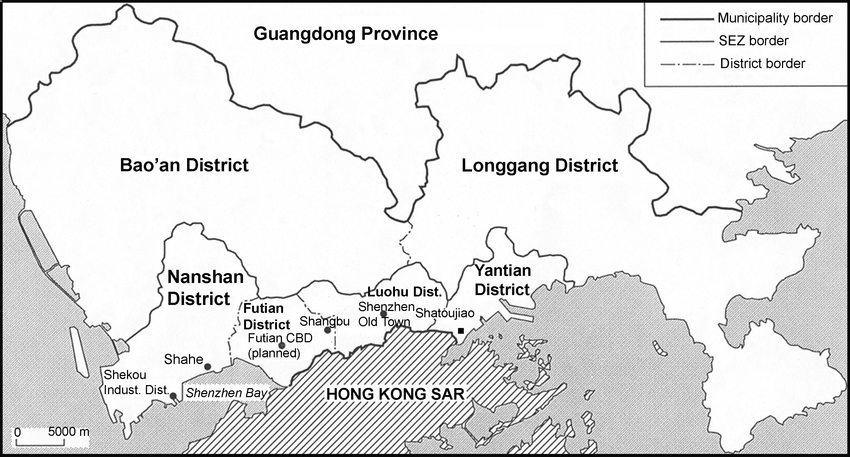 Guangdong Province
Municipality border
SEZ border
District border
Bao'an District
Longgang District
Nanshan
District
Yantian
District
Luohu Dist.
Shenzhen
Old Town
Shatoujiao
Futian
District
Shangbu
Futian CBD
(planned)
Shahe
Shekou
Indust. Dist.
Shenzhen Bay
HONG KONG SAR
0 5000 m